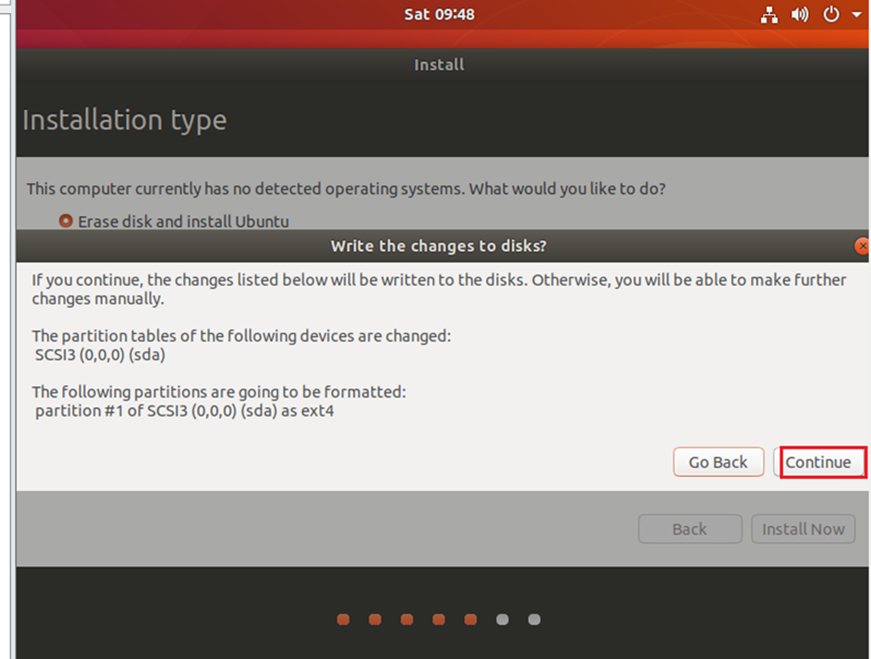 Sat 09:48
Install
Installation type
This computer currently has no detected operating systems. What would you like to do?
Erase disk and install Ubuntu
Write the changes to disks?
If you continue, the changes listed below will be written to the disks. Otherwise, you will be able to make further
changes manually.
The partition tables of the following devices are changed:
SCSI3 (0,0,0) (sda)
The following partitions are going to be formatted:
partition #1 of SCSI3 (0,0,0) (sda) as ext4
Go Back Continue
Back Install Now